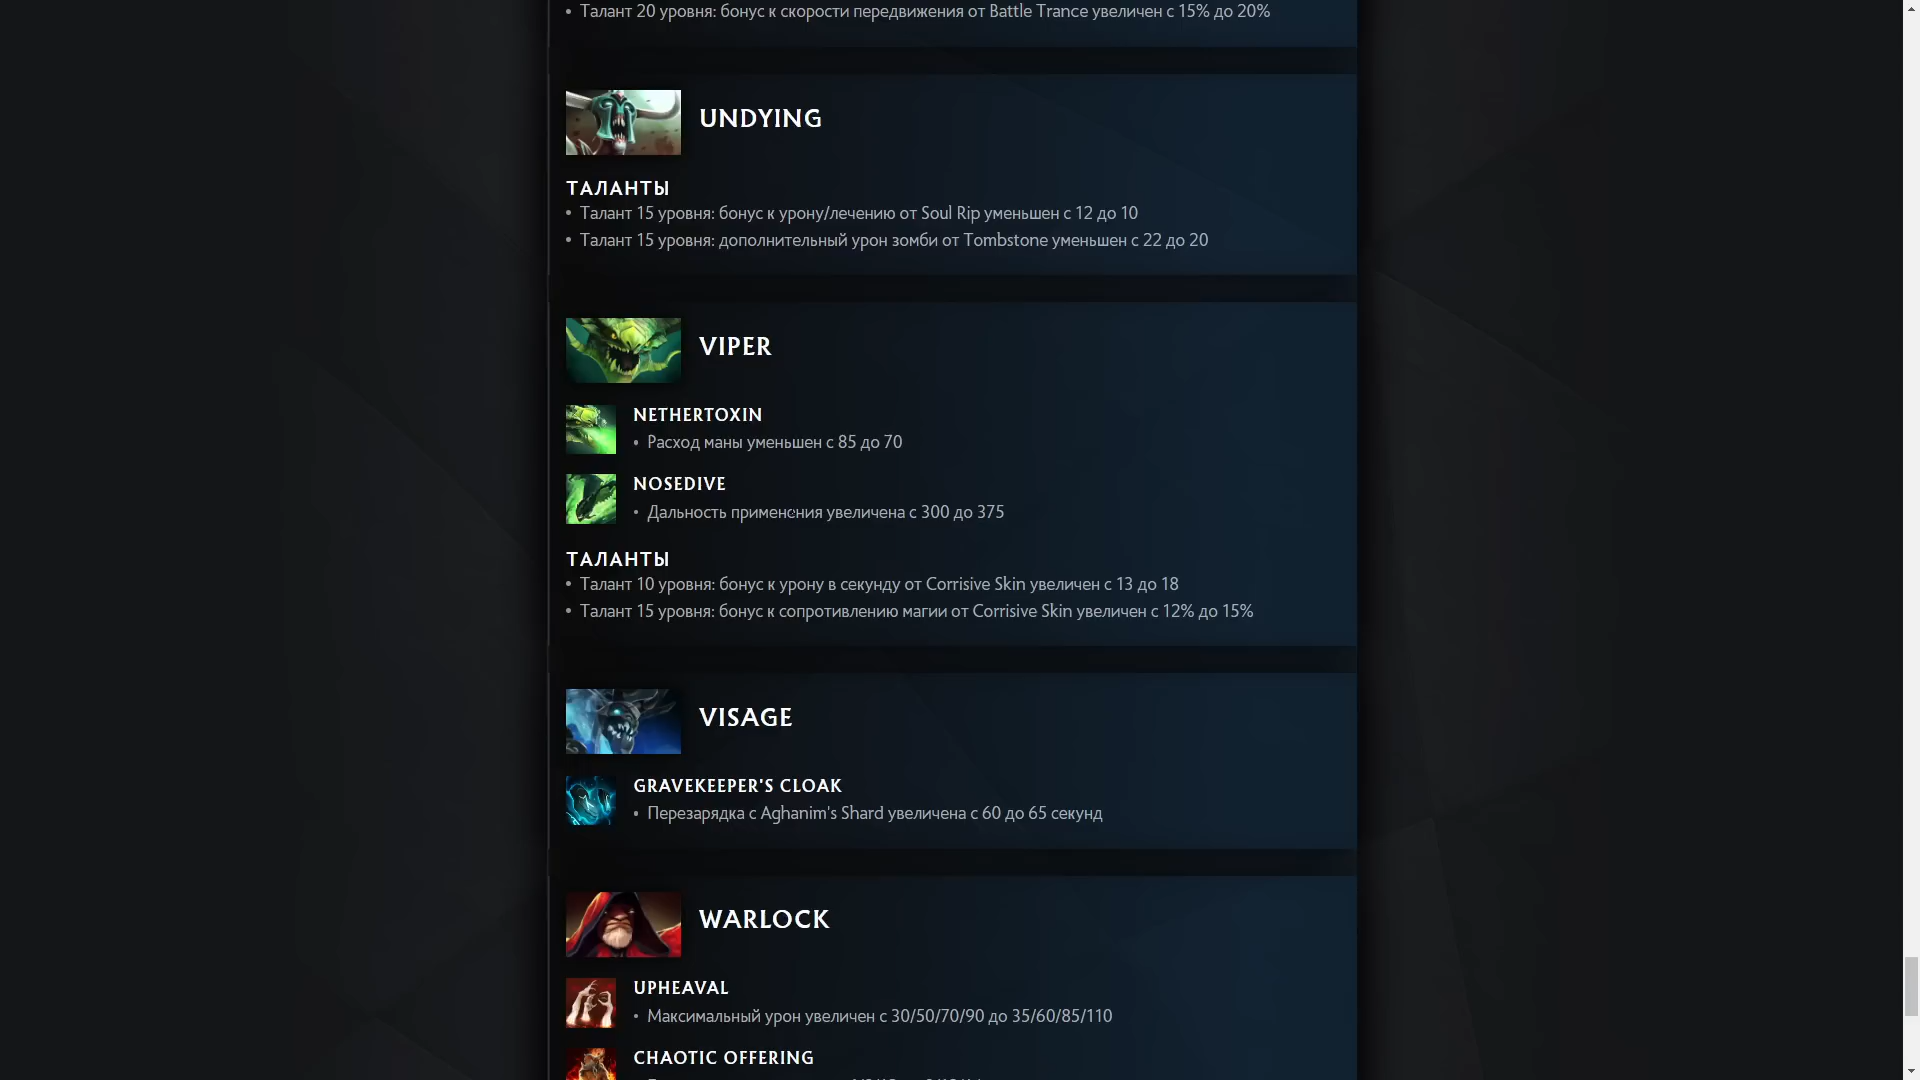 • Талант 20 уровня: бонус к скорости передвижения от Battle Trance увеличен с 15% до 20%
UNDYING
ТАЛАНТЫ
• Талант 15 уровня: бонус к урону/лечению от Soul Rip уменьшен с 12 до 10
• Талант 15 уровня: дополнительный урон зомби от Tombstone уменьшен с 22 до 20
VIPER
NETHERTOXIN
• Расход маны уменьшен с 85 до 70
NOSEDIVE
• Дальность применения увеличена с 300 до 375
ТАЛАНТЫ
• Талант 10 уровня: бонус к урону в секунду от Corrisive Skin увеличен с 13 до 18
• Талант 15 уровня: бонус к сопротивлению магии от Corrisive Skin увеличен с 12% до 15%
VISAGE
GRAVEKEEPER'S CLOAK
• Перезарядка с Aghanim's Shard увеличена с 60 до 65 секунд
WARLOCK
UPHEAVAL
• Максимальный урон увеличен с 30/50/70/90 до 35/60/85/110
CHAOTIC OFFERING